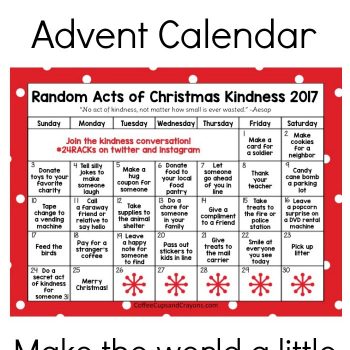 Advent Calendar
Random Acts of Christmas Kindness 2017
"No act of kindness, not matter how small is ever wasted." -Aesop
Sunday Monday Tuesday Wednesday Thursday Friday Saturday
Join the kindness conversation!
#24RACKs on twitter and Instagram
1 Make a
card for
a soldier
2 Make
cookies
for a
neighbor
3
Donate
toys to your
favorite
charity
4 Tell silly
jokes to
make
someone
laugh
5
Make a
hug
coupon for
someone
6 Donate
food to
your local
food
pantry
7 Let
someone
go ahead
of you in
line
8
Thank
your
teacher
9
Candy
cane bomb
a parking
lot
10
Tape
change to
a vending
machine
11 Call
a faraway
friend or
relative to
say hello
12 Take
supplies to
the animal
shelter
13 Do a
chore for
someone
in your
family
14
Give a
compliment
to a friend
15 Take
treats to
the fire or
police
station
16 Leave
a popcorn
surprise on
a DVD rental
machine
17
Feed the
birds
18
Pay for a
stranger's
coffee
19 Leave
a happy
note for
someone
to find
20
Pass out
stickers to
kids in line
21 Give
treats to
the mail
carrier
22
Smile at
everyone
you see
today
23
Pick up
litter
24 Do a
secret act
of kindness
for
someone
25
Merry
Christmas!
26
27
28
29
30
31
CoffeeCupsandCrayons.com
Make the world a little